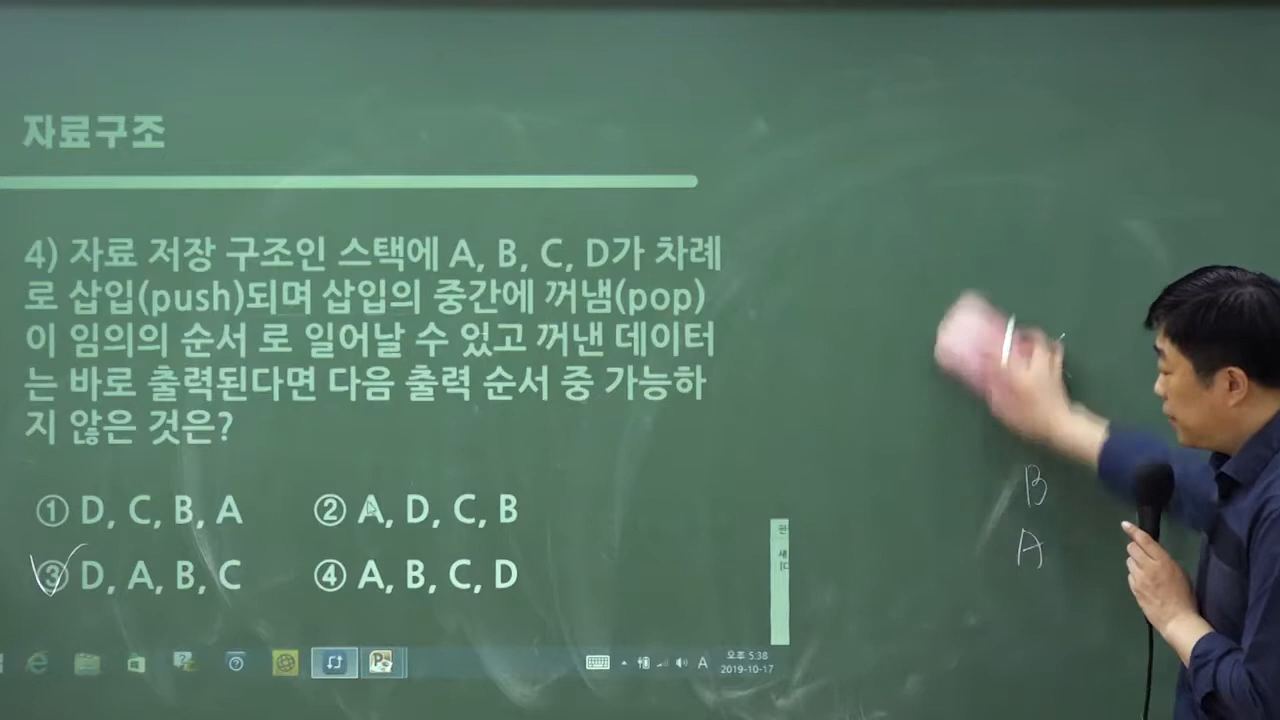 자료구조
4) 자료 저장 구조인 스택에 A, B, C, D가 차례
로 삽입(push)되며 삽입의 중간에 꺼냄(pop)
이 임의의 순서 로 일어날 수 있고 꺼낸 데이터
는 바로 출력된다면 다음 출력 순서 중 가능하
지 않은 것은?
① D, C, B, A ② A, D, C, B
③ D, A, B, C ④ A, B, C, D
B
A
A 오후 5:38
2019-10-17